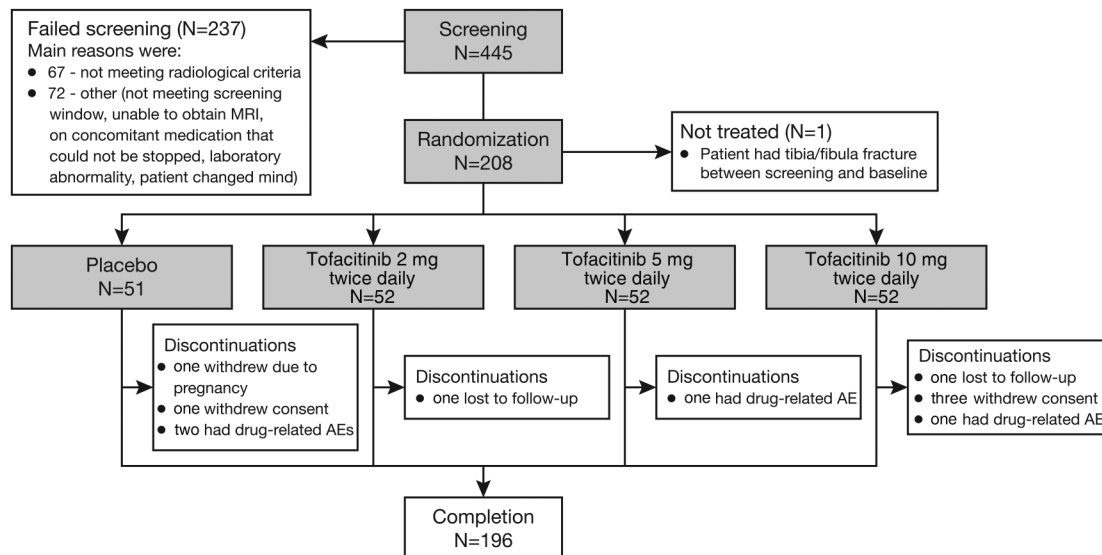 Failed screening (N=237)
Main reasons were:
● 67 - not meeting radiological criteria
● 72 - other (not meeting screening
window, unable to obtain MRI,
on concomitant medication that
could not be stopped, laboratory
abnormality, patient changed mind)
Screening
N=445
Randomization
N=208
Not treated (N=1)
● Patient had tibia/fibula fracture
between screening and baseline
Placebo
N=51
Tofacitinib 2 mg
twice daily
N=52
Tofacitinib 5 mg
twice daily
N=52
Tofacitinib 10 mg
twice daily
N=52
Discontinuations
● one withdrew due to
pregnancy
● one withdrew consent
● two had drug-related AEs
Discontinuations
● one lost to follow-up
Discontinuations
● one had drug-related AE
Discontinuations
● one lost to follow-up
● three withdrew consent
● one had drug-related AE
Completion
N=196